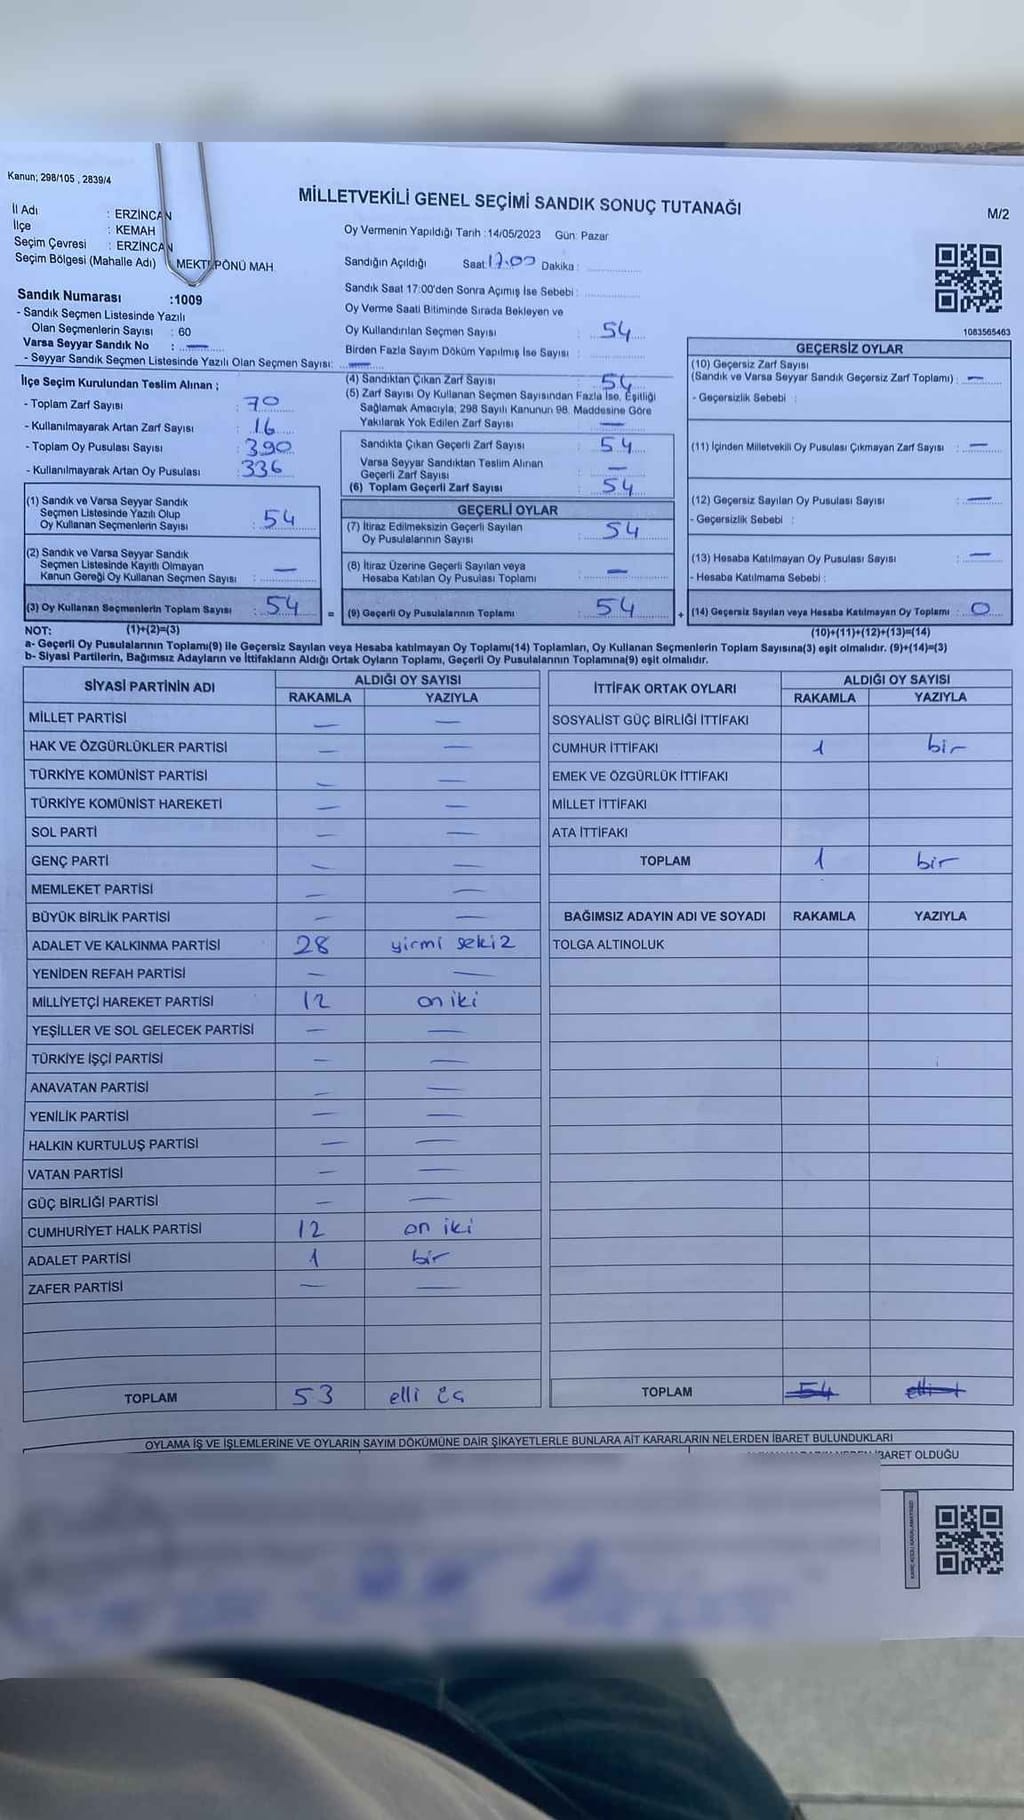 Kanun; 298/105 , 2839/4
MİLLETVEKİLİ GENEL SEÇİMİ SANDIK SONUÇ TUTANAĞI
M/2
İl Adı : ERZİNCAN
İlçe : KEMAH
Seçim Çevresi : ERZİNCAN
Seçim Bölgesi (Mahalle Adı) MEKTEPÖNÜ MAH
Oy Vermenin Yapıldığı Tarih :14/05/2023 Gün: Pazar
Sandığın Açıldığı Saat 17.00 Dakika :
Sandık Saat 17:00'den Sonra Açımış İse Sebebi :
Oy Verme Saati Bitiminde Sırada Bekleyen ve
Oy Kullandırılan Seçmen Sayısı : 54
Birden Fazla Sayım Döküm Yapılmış İse Sayısı :
Sandık Numarası :1009
- Sandık Seçmen Listesinde Yazılı
Olan Seçmenlerin Sayısı : 60
Varsa Seyyar Sandık No : —
- Seyyar Sandık Seçmen Listesinde Yazılı Olan Seçmen Sayısı: —
İlçe Seçim Kurulundan Teslim Alınan ;
- Toplam Zarf Sayısı : 70
- Kullanılmayarak Artan Zarf Sayısı : 16
- Toplam Oy Pusulası Sayısı : 390
- Kullanılmayarak Artan Oy Pusulası : 336
(4) Sandıktan Çıkan Zarf Sayısı : 54
(5) Zarf Sayısı Oy Kullanan Seçmen Sayısından Fazla İse, Eşitliği
Sağlamak Amacıyla; 298 Sayılı Kanunun 98. Maddesine Göre
Yakılarak Yok Edilen Zarf Sayısı : —
Sandıkta Çıkan Geçerli Zarf Sayısı : 54
Varsa Seyyar Sandıktan Teslim Alınan
Geçerli Zarf Sayısı : —
(6) Toplam Geçerli Zarf Sayısı : 54
1083565463
GEÇERSİZ OYLAR
(10) Geçersiz Zarf Sayısı
(Sandık ve Varsa Seyyar Sandık Geçersiz Zarf Toplamı) : —
- Geçersizlik Sebebi :
(11) İçinden Milletvekili Oy Pusulası Çıkmayan Zarf Sayısı : —
(12) Geçersiz Sayılan Oy Pusulası Sayısı : —
- Geçersizlik Sebebi :
(13) Hesaba Katılmayan Oy Pusulası Sayısı : —
- Hesaba Katılmama Sebebi :
(14) Geçersiz Sayılan veya Hesaba Katılmayan Oy Toplamı : 0
(10)+(11)+(12)+(13)=(14)
(1) Sandık ve Varsa Seyyar Sandık
Seçmen Listesinde Yazılı Olup
Oy Kullanan Seçmenlerin Sayısı : 54
(2) Sandık ve Varsa Seyyar Sandık
Seçmen Listesinde Kayıtlı Olmayan
Kanun Gereği Oy Kullanan Seçmen Sayısı : —
(3) Oy Kullanan Seçmenlerin Toplam Sayısı : 54 =
GEÇERLİ OYLAR
(7) İtiraz Edilmeksizin Geçerli Sayılan
Oy Pusulalarının Sayısı : 54
(8) İtiraz Üzerine Geçerli Sayılan veya
Hesaba Katılan Oy Pusulası Toplamı : —
(9) Geçerli Oy Pusulalarının Toplamı : 54 +
NOT: (1)+(2)=(3)
a- Geçerli Oy Pusulalarının Toplamı(9) ile Geçersiz Sayılan veya Hesaba katılmayan Oy Toplamı(14) Toplamları, Oy Kullanan Seçmenlerin Toplam Sayısına(3) eşit olmalıdır. (9)+(14)=(3)
b- Siyasi Partilerin, Bağımsız Adayların ve İttifakların Aldığı Ortak Oyların Toplamı, Geçerli Oy Pusulalarının Toplamına(9) eşit olmalıdır.
SİYASİ PARTİNİN ADI ALDIĞI OY SAYISI
RAKAMLA YAZIYLA
MİLLET PARTİSİ — —
HAK VE ÖZGÜRLÜKLER PARTİSİ — —
TÜRKİYE KOMÜNİST PARTİSİ — —
TÜRKİYE KOMÜNİST HAREKETİ — —
SOL PARTİ — —
GENÇ PARTİ — —
MEMLEKET PARTİSİ — —
BÜYÜK BİRLİK PARTİSİ — —
ADALET VE KALKINMA PARTİSİ 28 yirmi sekiz
YENİDEN REFAH PARTİSİ — —
MİLLİYETÇİ HAREKET PARTİSİ 12 on iki
YEŞİLLER VE SOL GELECEK PARTİSİ — —
TÜRKİYE İŞÇİ PARTİSİ — —
ANAVATAN PARTİSİ — —
YENİLİK PARTİSİ — —
HALKIN KURTULUŞ PARTİSİ — —
VATAN PARTİSİ — —
GÜÇ BİRLİĞİ PARTİSİ — —
CUMHURİYET HALK PARTİSİ 12 on iki
ADALET PARTİSİ 1 bir
ZAFER PARTİSİ — —
TOPLAM 53 elli üç
İTTİFAK ORTAK OYLARI ALDIĞI OY SAYISI
RAKAMLA YAZIYLA
SOSYALİST GÜÇ BİRLİĞİ İTTİFAKI
CUMHUR İTTİFAKI 1 bir
EMEK VE ÖZGÜRLÜK İTTİFAKI
MİLLET İTTİFAKI
ATA İTTİFAKI
TOPLAM 1 bir
BAĞIMSIZ ADAYIN ADI VE SOYADI RAKAMLA YAZIYLA
TOLGA ALTINOLUK
TOPLAM 54
OYLAMA İŞ VE İŞLEMLERİNE VE OYLARIN SAYIM DÖKÜMÜNE DAİR ŞİKAYETLERLE BUNLARA AİT KARARLARIN NELERDEN İBARET BULUNDUKLARI
İBARET OLDUĞU